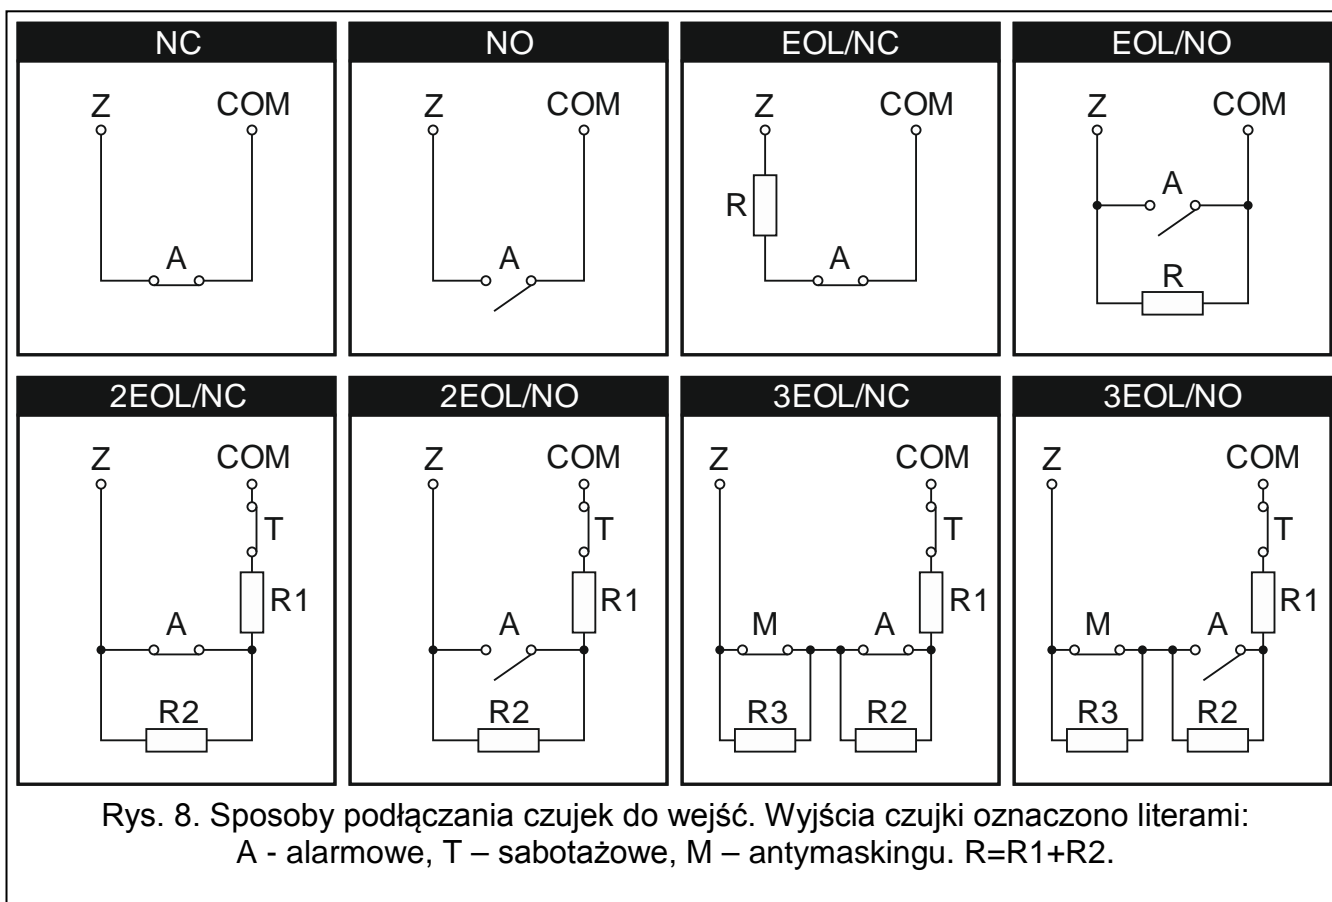 NC
Z COM
A
NO
Z COM
A
EOL/NC
Z COM
R
A
EOL/NO
Z COM
A
R
2EOL/NC
Z COM
T
R1
A
R2
2EOL/NO
Z COM
T
R1
A
R2
3EOL/NC
Z COM
T
R1
M A
R3 R2
3EOL/NO
Z COM
T
R1
M A
R3 R2
Rys. 8. Sposoby podłączania czujek do wejść. Wyjścia czujki oznaczono literami:
A - alarmowe, T – sabotażowe, M – antymaskingu. R=R1+R2.